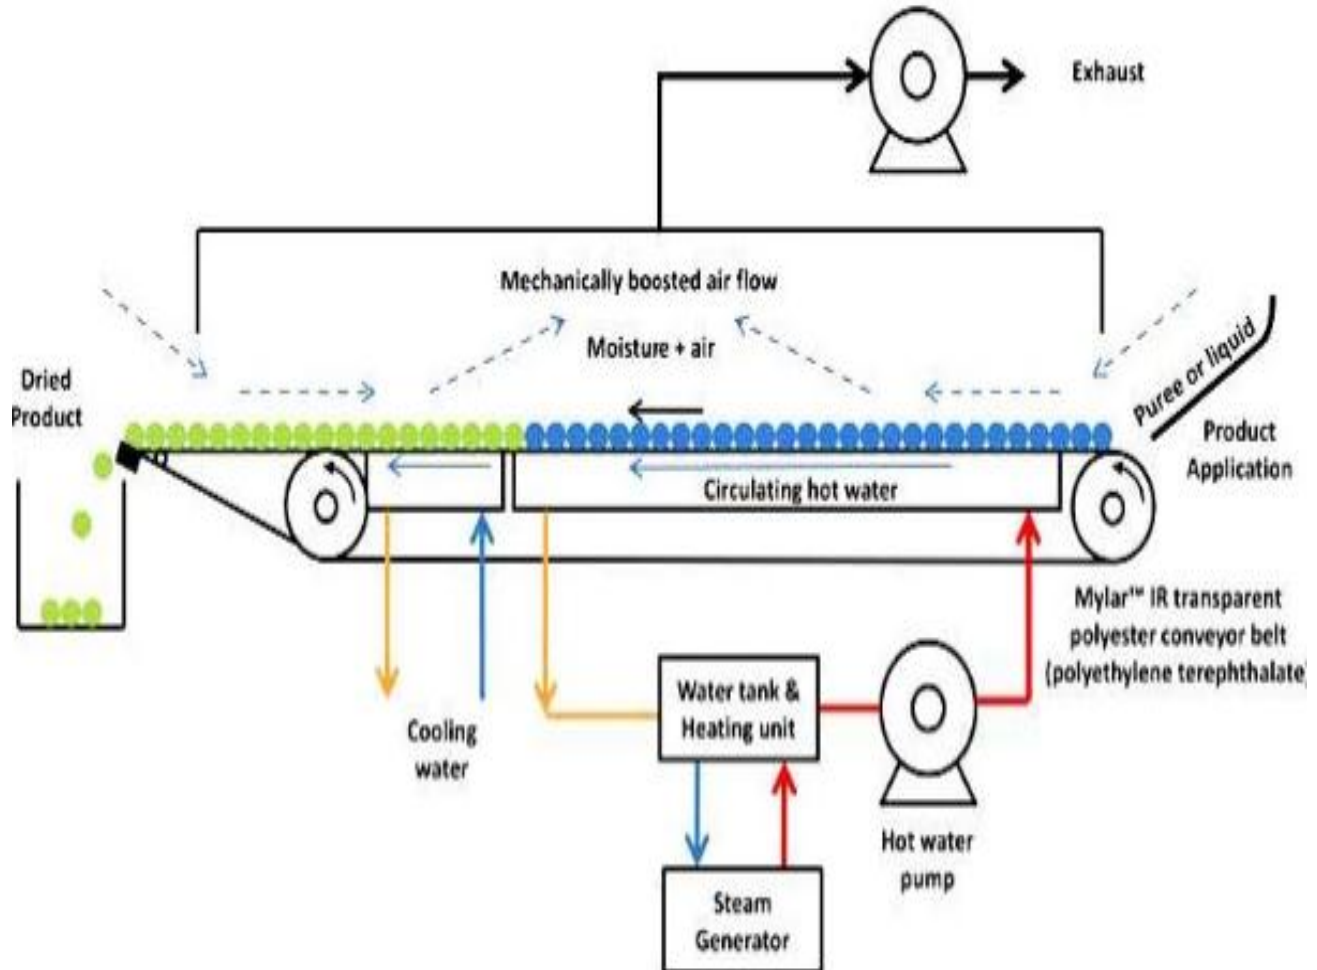 Exhaust
Mechanically boosted air flow
Moisture + air
Dried
Product
Puree or liquid
Product
Application
Circulating hot water
Mylar™ IR transparent
polyester conveyor belt
(polyethylene terephthalate)
Water tank &
Heating unit
Cooling
water
Hot water
pump
Steam
Generator